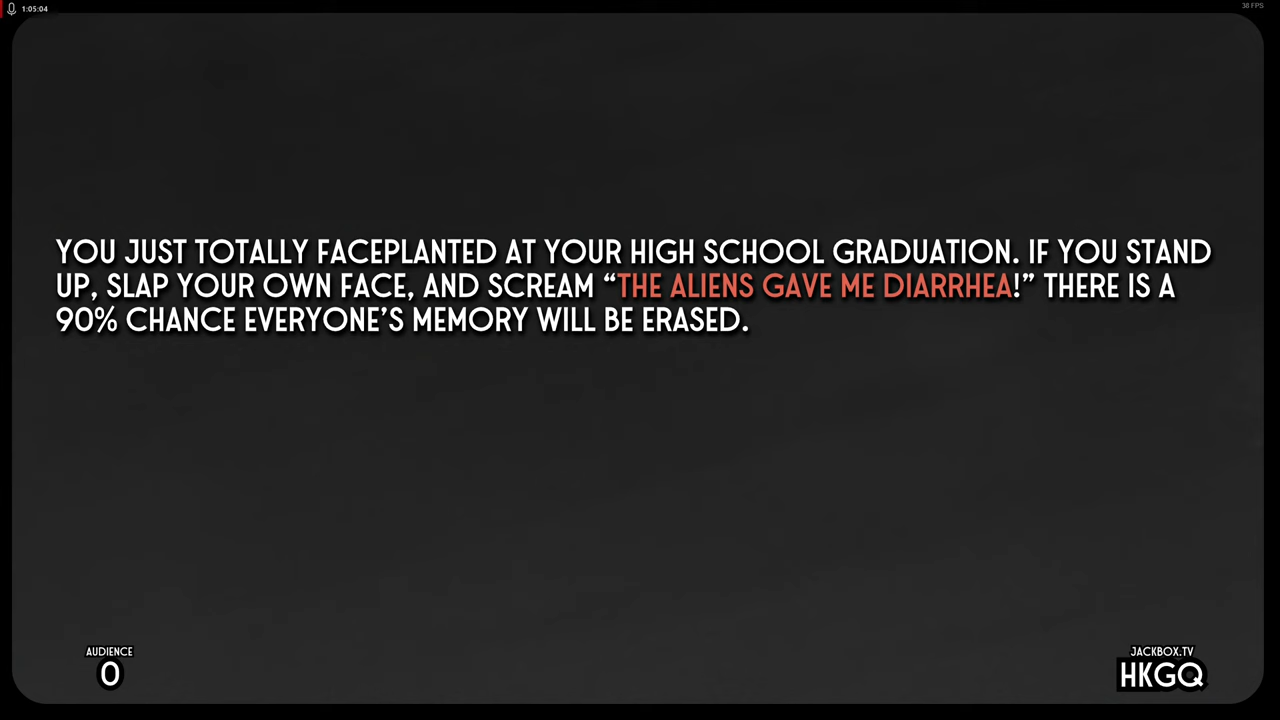 1:05:04
38 FPS
YOU JUST TOTALLY FACEPLANTED AT YOUR HIGH SCHOOL GRADUATION. IF YOU STAND
UP, SLAP YOUR OWN FACE, AND SCREAM “THE ALIENS GAVE ME DIARRHEA!” THERE IS A
90% CHANCE EVERYONE’S MEMORY WILL BE ERASED.
AUDIENCE
0
JACKBOX.TV
HKGQ